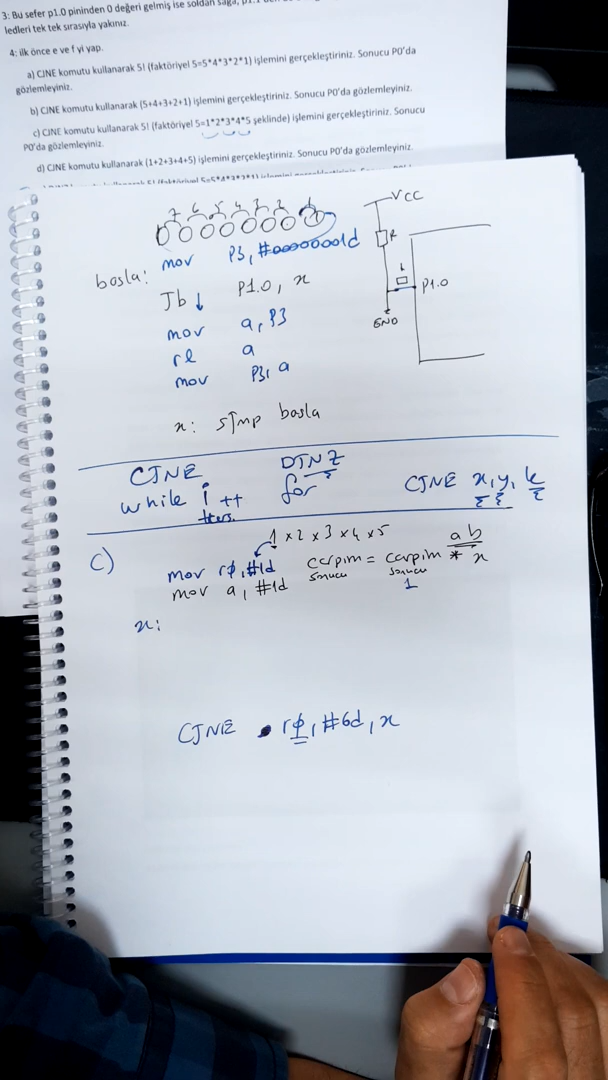 3: Bu sefer p1.0 pininden 0 değeri gelmiş ise soldan sağa,
ledleri tek tek sırasıyla yakınız.
4: ilk önce e ve f yi yap.
a) CJNE komutu kullanarak 5! (faktöriyel 5=5*4*3*2*1) işlemini gerçekleştiriniz. Sonucu P0'da
gözlemleyiniz.
b) CJNE komutu kullanarak (5+4+3+2+1) işlemini gerçekleştiriniz. Sonucu P0'da gözlemleyiniz.
c) CJNE komutu kullanarak 5! (faktöriyel 5=1*2*3*4*5 şeklinde) işlemini gerçekleştiriniz. Sonucu
P0'da gözlemleyiniz.
d) CJNE komutu kullanarak (1+2+3+4+5) işlemini gerçekleştiriniz. Sonucu P0'da gözlemleyiniz.
7 6 5 4 3 2 1
VCC
R
P1.0
GND
basla: mov P3, #00000001d
Jb P1.0, x
mov a, P3
rl a
mov P3, a
x: sjmp basla
CJNE DJNZ
while i++ for CJNE x, y, k
C) 1 x 2 x 3 x 4 x 5 ab
mov r0, #1d carpim = carpim * x
mov a, #1d sonucu sonucu
1
x:
CJNE r0, #6d, x